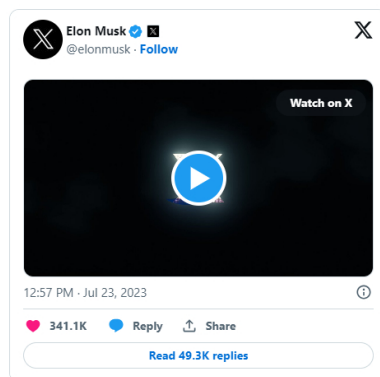 Elon Musk
@elonmusk · Follow
Watch on X
12:57 PM · Jul 23, 2023
341.1K Reply Share
Read 49.3K replies